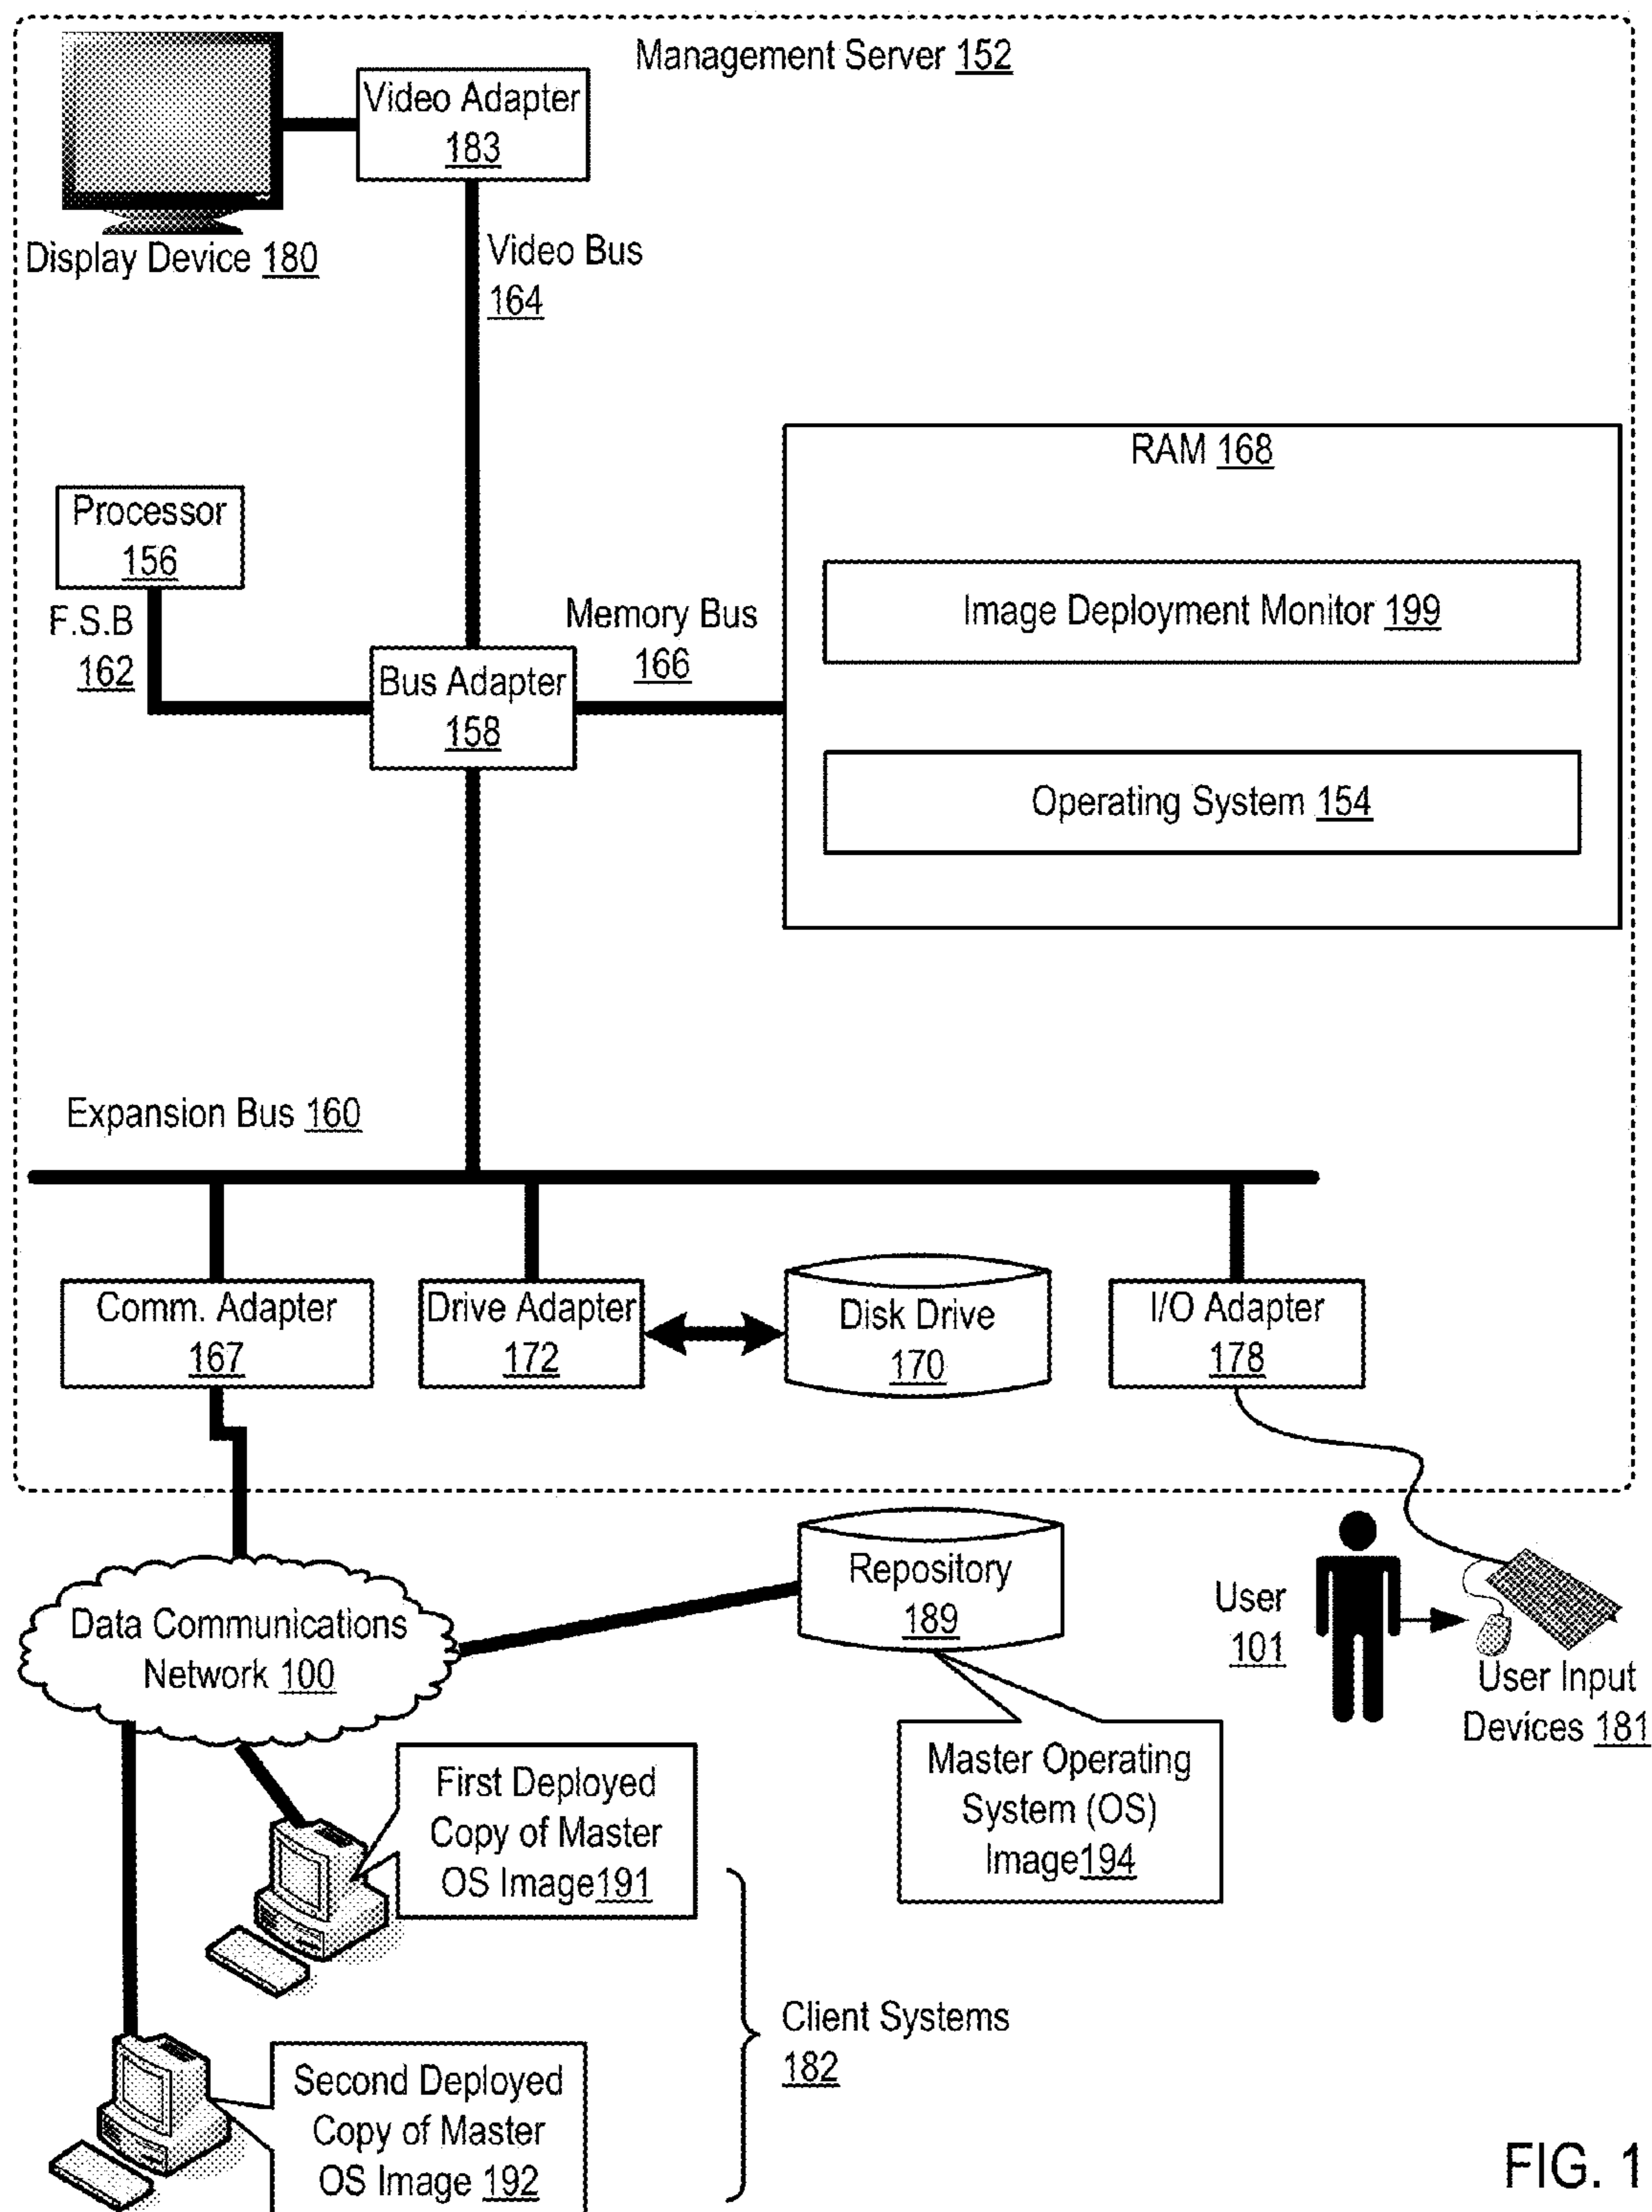 Management Server 152
Video Adapter
183
Display Device 180
Video Bus
164
RAM 168
Processor
156
F.S.B
162
Memory Bus
166
Image Deployment Monitor 199
Bus Adapter
158
Operating System 154
Expansion Bus 160
Comm. Adapter
167
Drive Adapter
172
Disk Drive
170
I/O Adapter
178
Data Communications
Network 100
Repository
189
User
101
User Input
Devices 181
First Deployed
Copy of Master
OS Image191
Master Operating
System (OS)
Image194
Client Systems
182
Second Deployed
Copy of Master
OS Image 192
FIG. 1